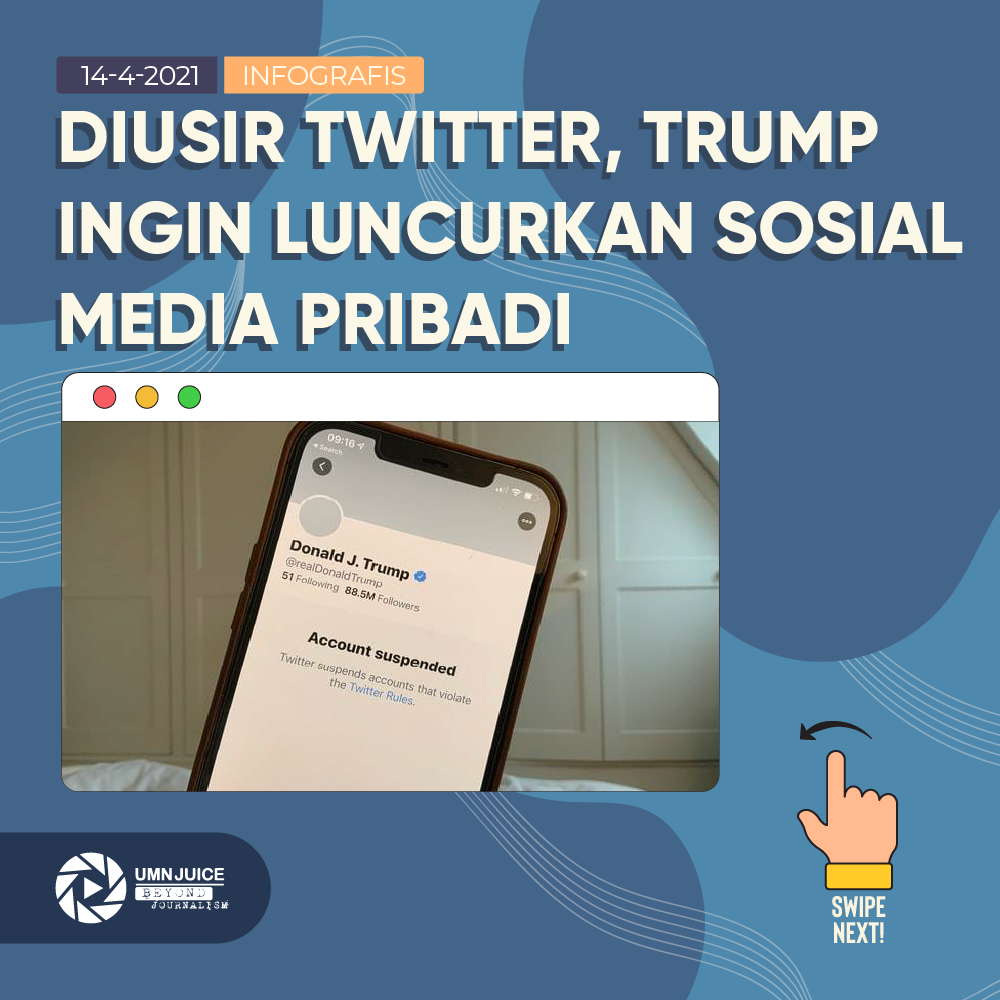 14-4-2021 INFOGRAFIS
DIUSIR TWITTER, TRUMP
INGIN LUNCURKAN SOSIAL
MEDIA PRIBADI
09:16
Search
Donald J. Trump
@realDonaldTrump
51 Following 88.5M Followers
Account suspended
Twitter suspends accounts that violate
the Twitter Rules.
UMNJUICE
BEYOND
JOURNALISM
SWIPE
NEXT!